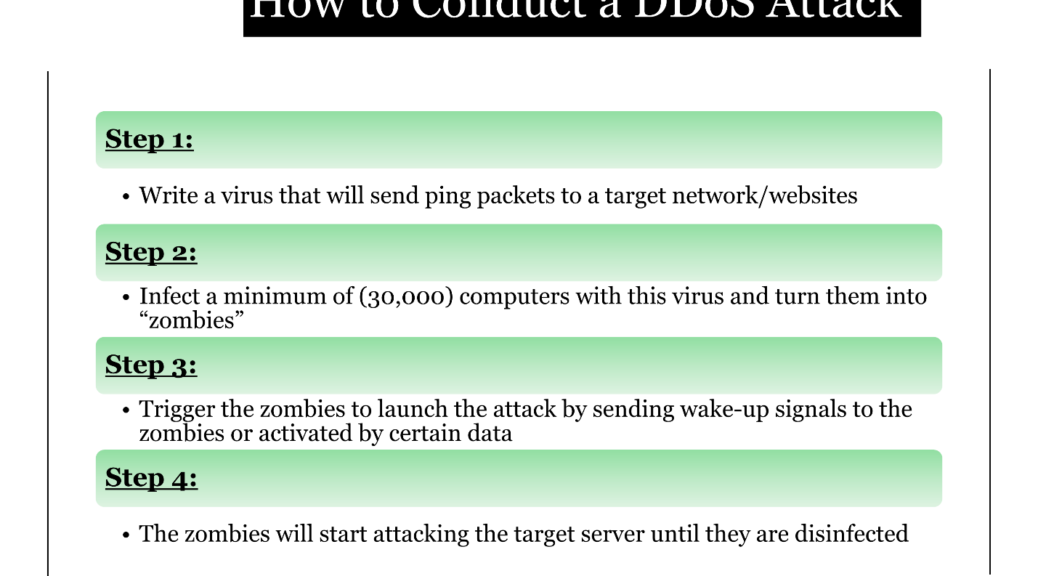 How to Conduct a DDoS Attack
Step 1:
• Write a virus that will send ping packets to a target network/websites
Step 2:
• Infect a minimum of (30,000) computers with this virus and turn them into
“zombies”
Step 3:
• Trigger the zombies to launch the attack by sending wake-up signals to the
zombies or activated by certain data
Step 4:
• The zombies will start attacking the target server until they are disinfected